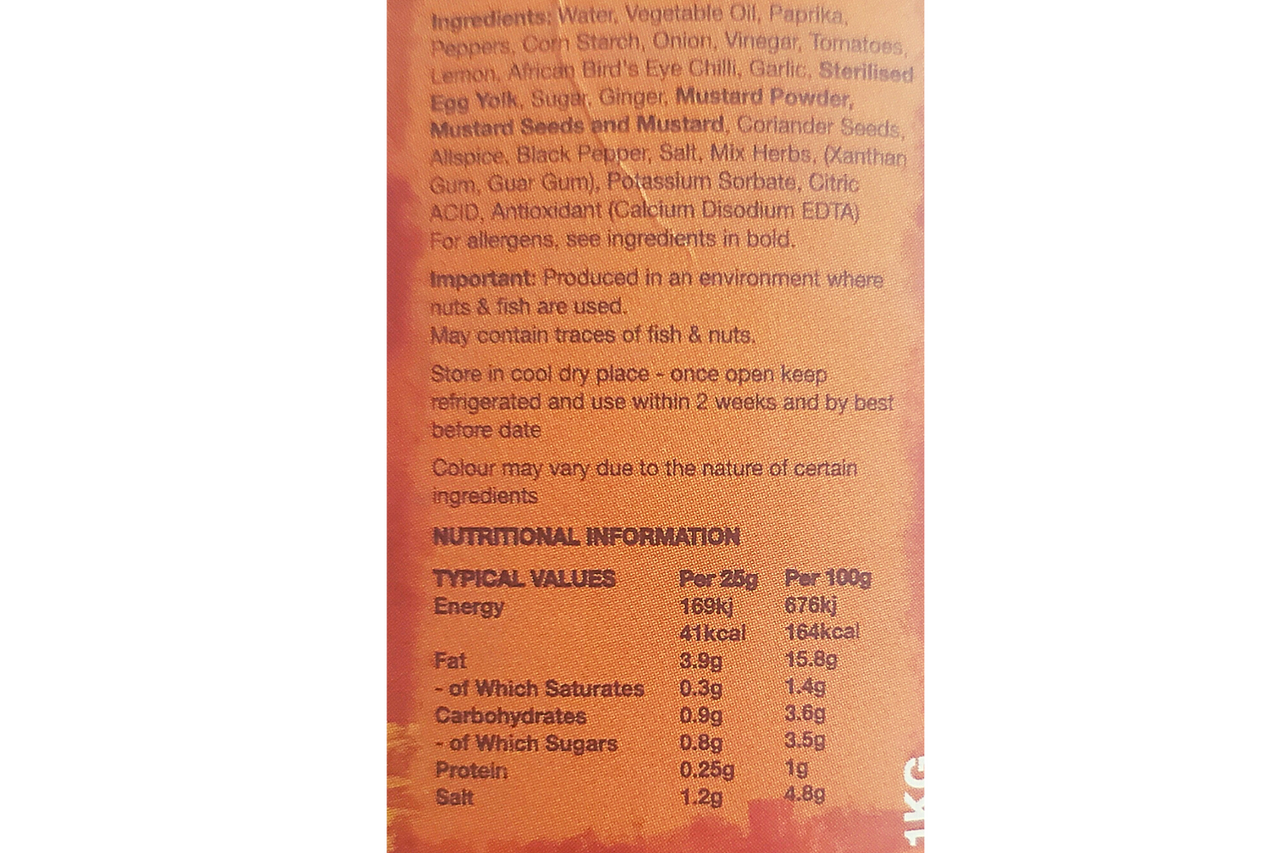 Ingredients: Water, Vegetable Oil, Paprika,
Peppers, Corn Starch, Onion, Vinegar, Tomatoes,
Lemon, African Bird's Eye Chilli, Garlic, Sterilised
Egg Yolk, Sugar, Ginger, Mustard Powder,
Mustard Seeds and Mustard, Coriander Seeds,
Allspice, Black Pepper, Salt, Mix Herbs, (Xanthan
Gum, Guar Gum), Potassium Sorbate, Citric
ACID, Antioxidant (Calcium Disodium EDTA)
For allergens, see ingredients in bold.
Important: Produced in an environment where
nuts & fish are used.
May contain traces of fish & nuts.
Store in cool dry place - once open keep
refrigerated and use within 2 weeks and by best
before date
Colour may vary due to the nature of certain
ingredients
NUTRITIONAL INFORMATION
TYPICAL VALUES Per 25g Per 100g
Energy 169kj 676kj
41kcal 164kcal
Fat 3.9g 15.8g
- of Which Saturates 0.3g 1.4g
Carbohydrates 0.9g 3.6g
- of Which Sugars 0.8g 3.5g
Protein 0.25g 1g
Salt 1.2g 4.8g
1KG